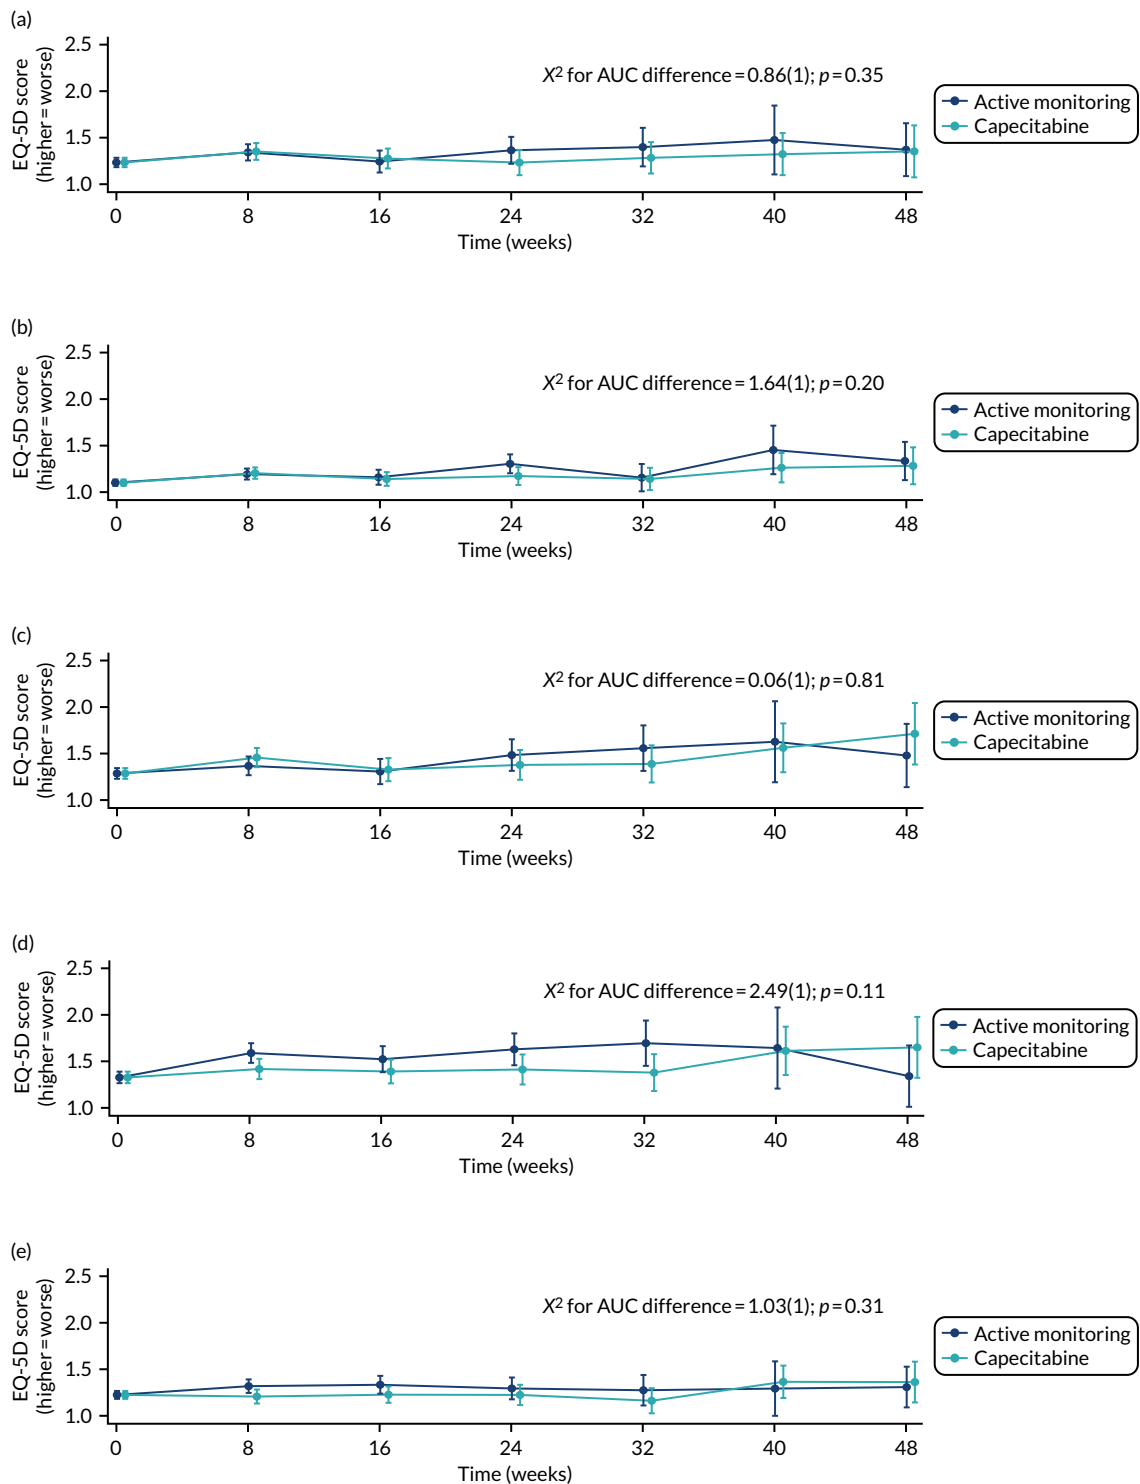 (a)
EQ-5D score
(higher = worse)
2.5
2.0
1.5
1.0
X² for AUC difference = 0.86(1); p = 0.35
Active monitoring
Capecitabine
0 8 16 24 32 40 48
Time (weeks)
(b)
EQ-5D score
(higher = worse)
2.5
2.0
1.5
1.0
X² for AUC difference = 1.64(1); p = 0.20
Active monitoring
Capecitabine
0 8 16 24 32 40 48
Time (weeks)
(c)
EQ-5D score
(higher = worse)
2.5
2.0
1.5
1.0
X² for AUC difference = 0.06(1); p = 0.81
Active monitoring
Capecitabine
0 8 16 24 32 40 48
Time (weeks)
(d)
EQ-5D score
(higher = worse)
2.5
2.0
1.5
1.0
X² for AUC difference = 2.49(1); p = 0.11
Active monitoring
Capecitabine
0 8 16 24 32 40 48
Time (weeks)
(e)
EQ-5D score
(higher = worse)
2.5
2.0
1.5
1.0
X² for AUC difference = 1.03(1); p = 0.31
Active monitoring
Capecitabine
0 8 16 24 32 40 48
Time (weeks)